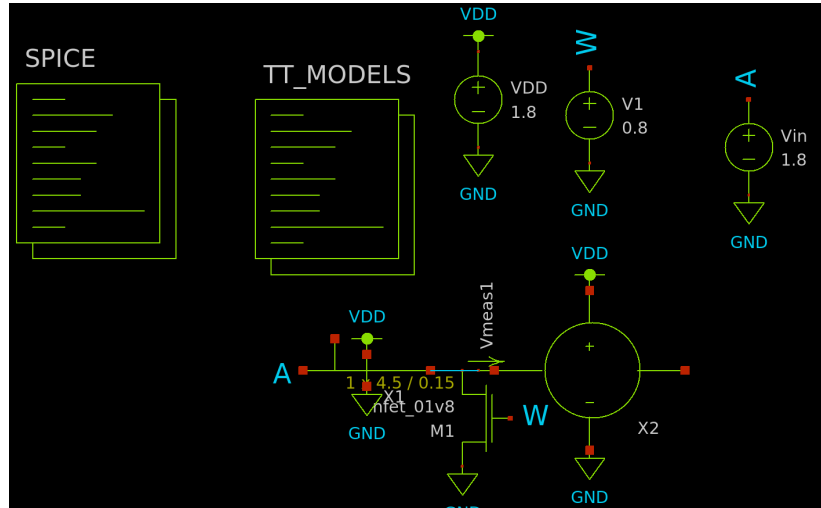 SPICE
TT_MODELS
VDD
VDD
1.8
GND
W
V1
0.8
GND
A
Vin
1.8
GND
VDD
VDD
Vmeas1
A
1 x 4.5 / 0.15
X1
nfet_01v8
M1
GND
W
X2
GND
GND